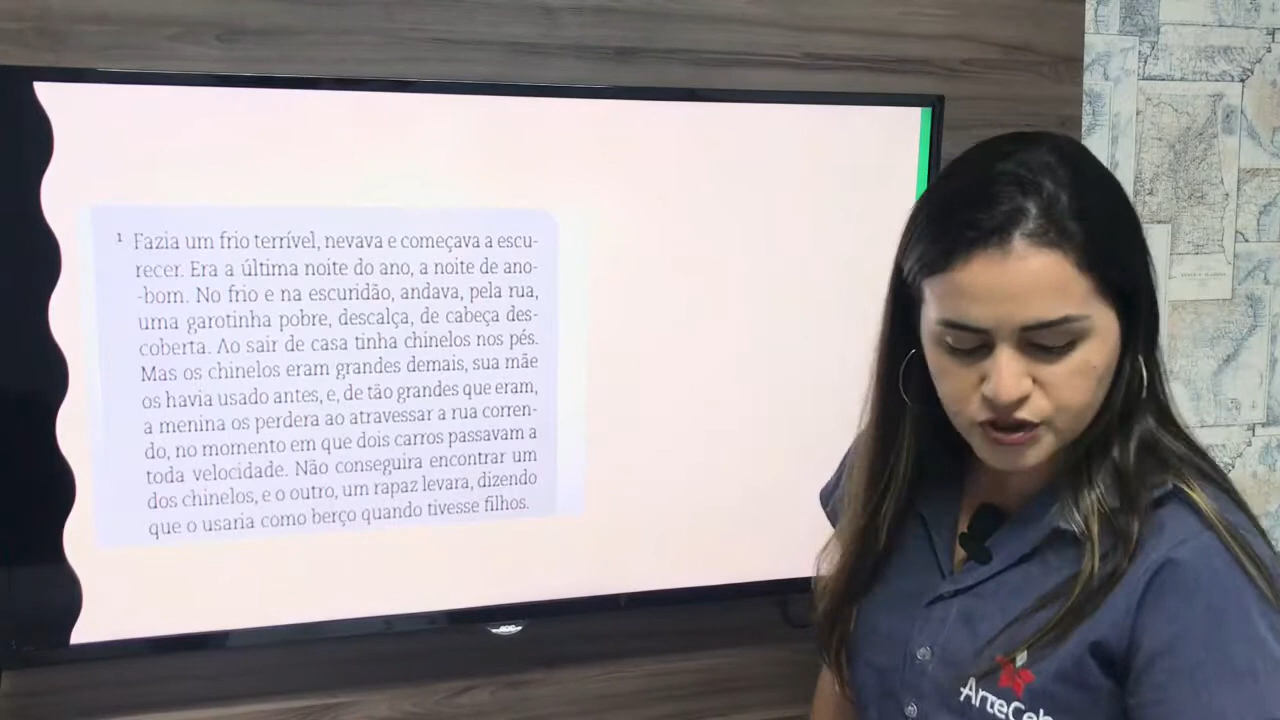 ¹ Fazia um frio terrível, nevava e começava a escu-
recer. Era a última noite do ano, a noite de ano-
-bom. No frio e na escuridão, andava, pela rua,
uma garotinha pobre, descalça, de cabeça des-
coberta. Ao sair de casa tinha chinelos nos pés.
Mas os chinelos eram grandes demais, sua mãe
os havia usado antes, e, de tão grandes que eram,
a menina os perdera ao atravessar a rua corren-
do, no momento em que dois carros passavam a
toda velocidade. Não conseguira encontrar um
dos chinelos, e o outro, um rapaz levara, dizendo
que o usaria como berço quando tivesse filhos.
AOC
ArteCeb